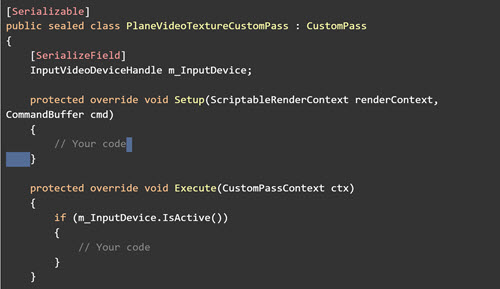 [Serializable]
public sealed class PlaneVideoTextureCustomPass : CustomPass
{
    [SerializeField]
    InputVideoDeviceHandle m_InputDevice;

    protected override void Setup(ScriptableRenderContext renderContext,
CommandBuffer cmd)
    {
        // Your code
    }

    protected override void Execute(CustomPassContext ctx)
    {
        if (m_InputDevice.IsActive())
        {
            // Your code
        }
    }